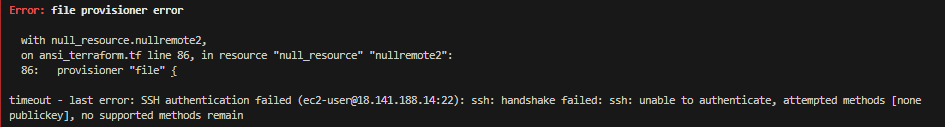 Error: file provisioner error
with null_resource.nullremote2,
on ansi_terraform.tf line 86, in resource "null_resource" "nullremote2":
86: provisioner "file" {
timeout - last error: SSH authentication failed (ec2-user@18.141.188.14:22): ssh: handshake failed: ssh: unable to authenticate, attempted methods [none
publickey], no supported methods remain